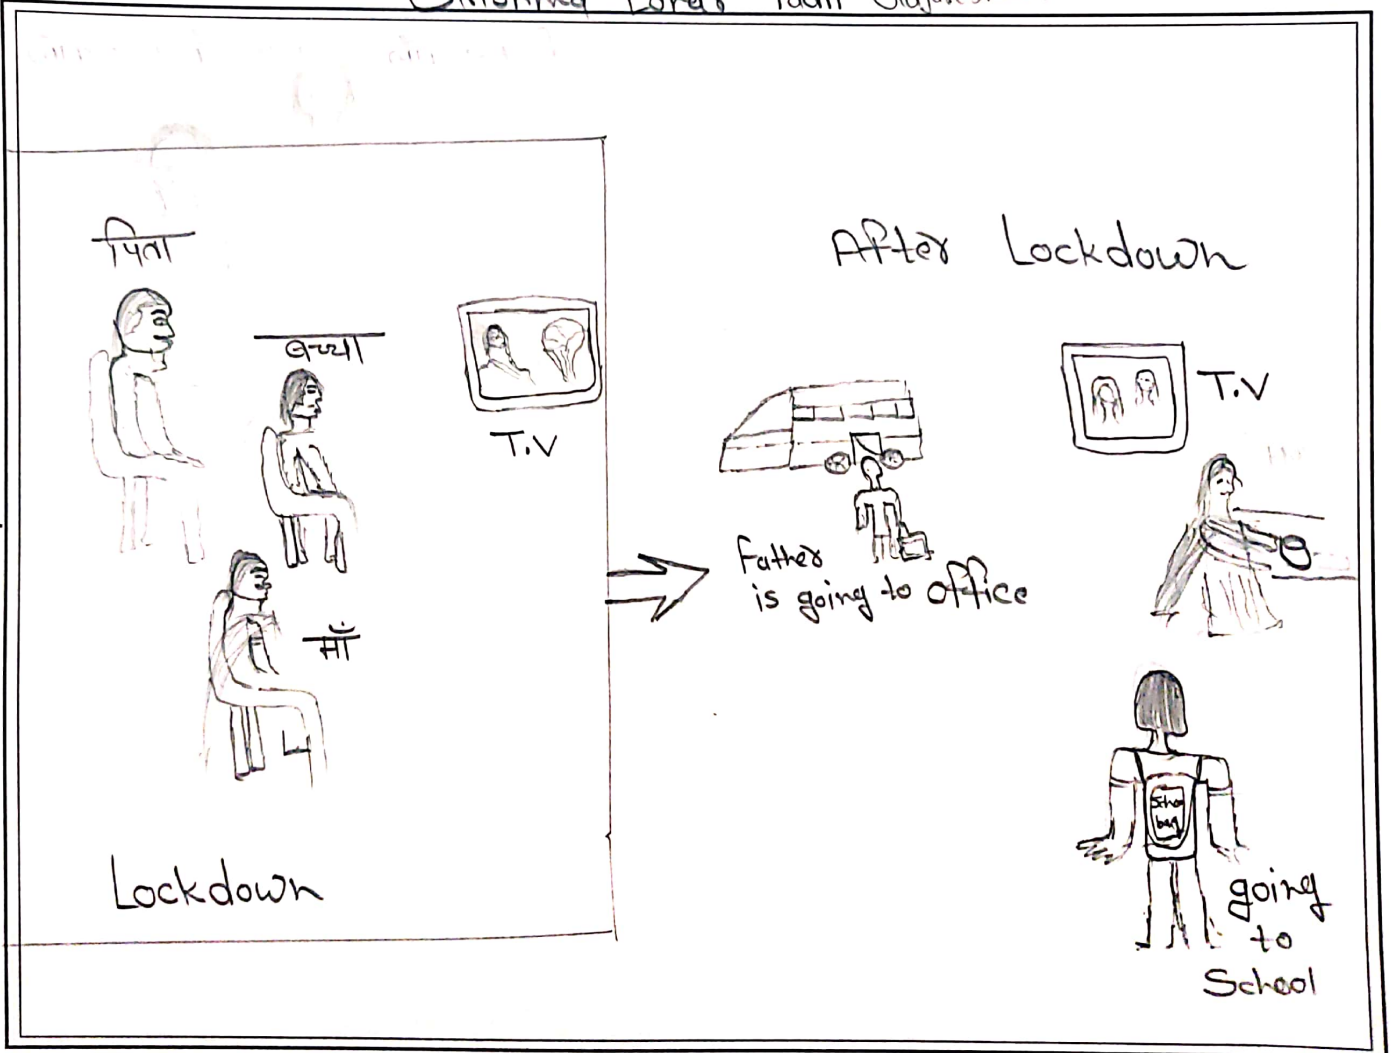 पिता
बच्चा
T.V
माँ
Lockdown
After Lockdown
T.V
Father
is going to office
School
bag
going
to
School